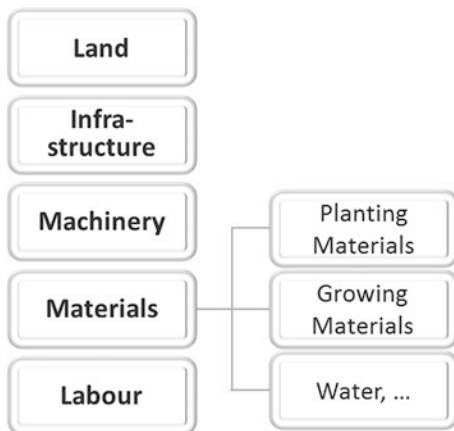 Land
Infra-
structure
Machinery
Materials
Labour
Planting
Materials
Growing
Materials
Water, ...